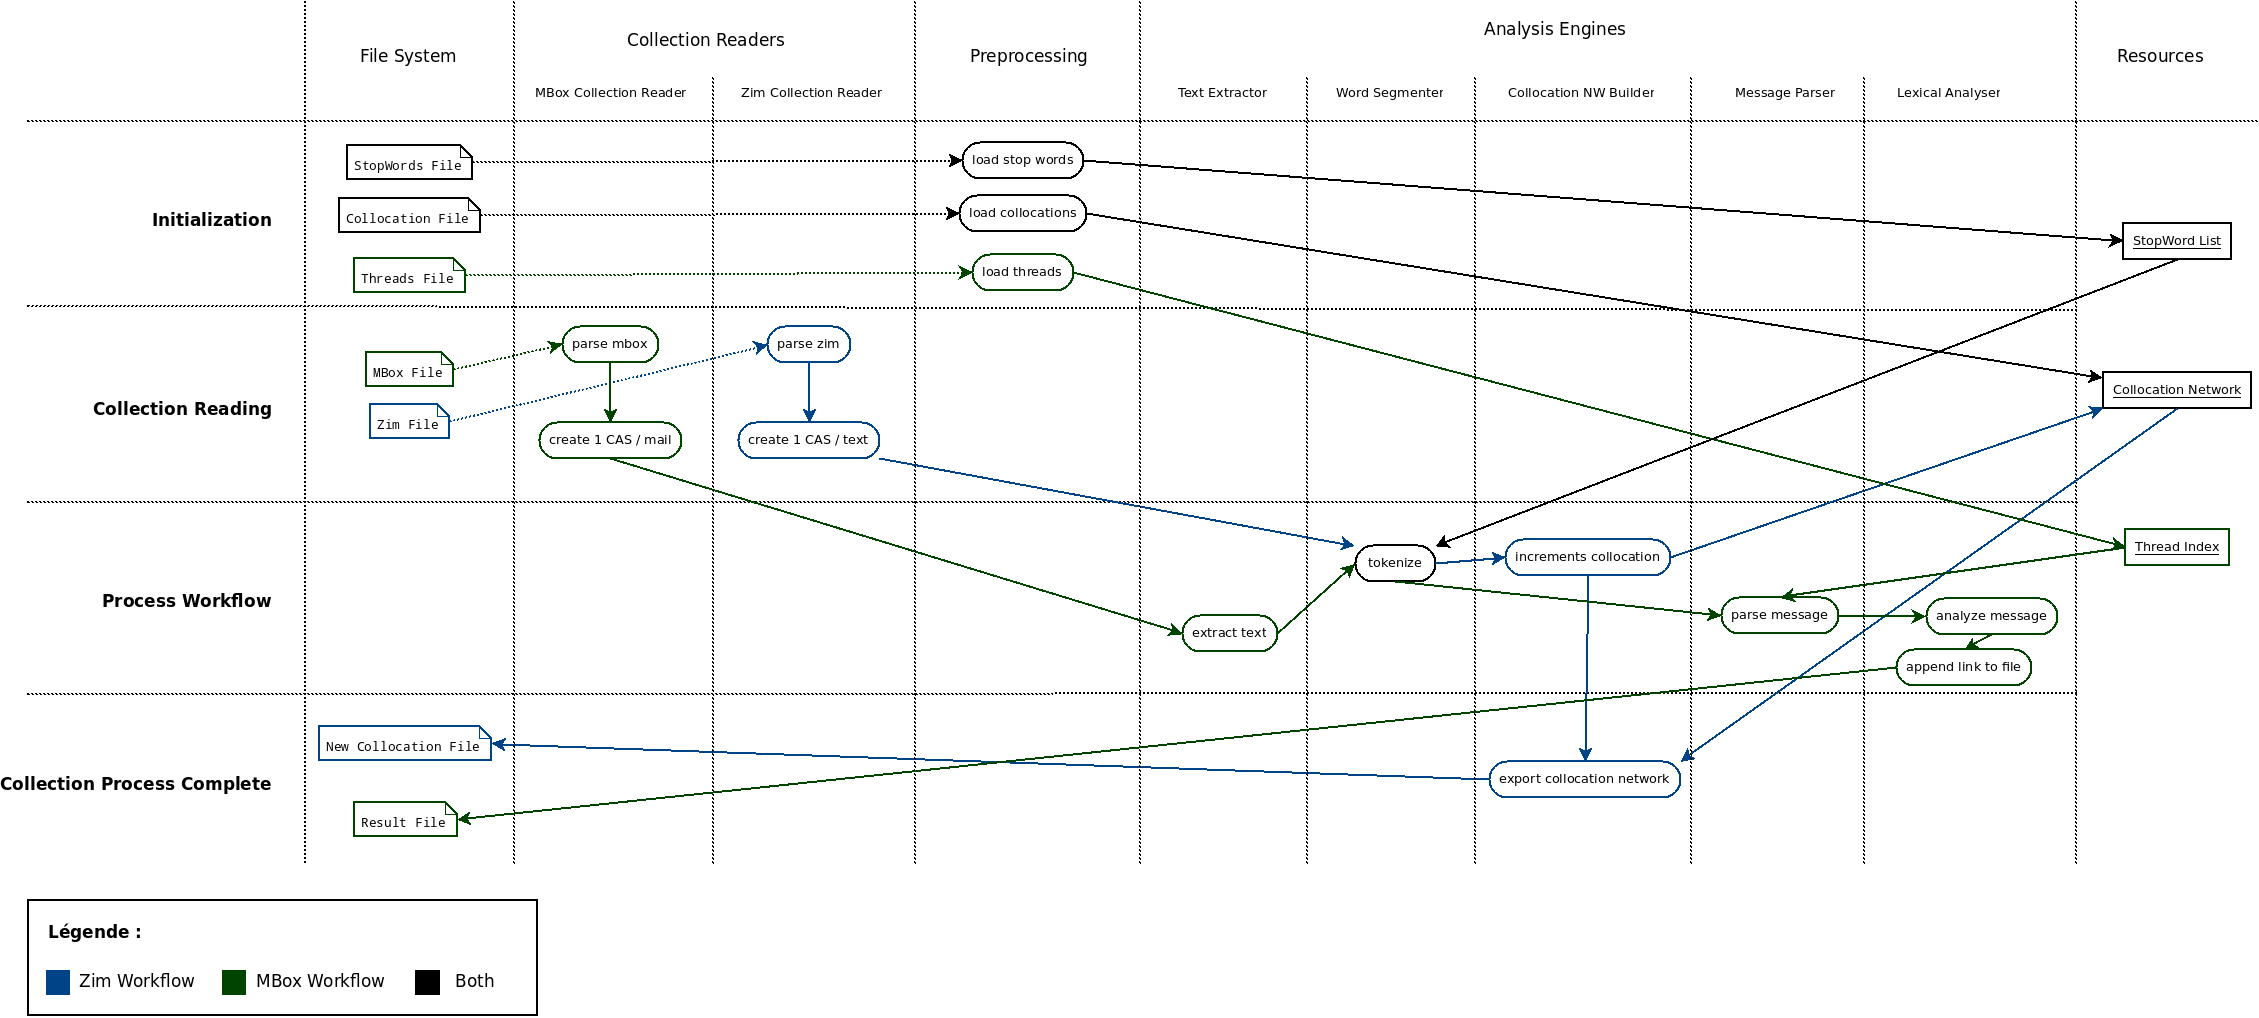 File System
Collection Readers
Preprocessing
Analysis Engines
Resources
MBox Collection Reader
Zim Collection Reader
Text Extractor
Word Segmenter
Collocation NW Builder
Message Parser
Lexical Analyser
Initialization
StopWords File
load stop words
Collocation File
load collocations
StopWord List
Threads File
load threads
Collection Reading
MBox File
parse mbox
parse zim
Collocation Network
Zim File
create 1 CAS / mail
create 1 CAS / text
Process Workflow
tokenize
increments collocation
Thread Index
extract text
parse message
analyze message
append link to file
Collection Process Complete
New Collocation File
export collocation network
Result File
Légende :
Zim Workflow
MBox Workflow
Both